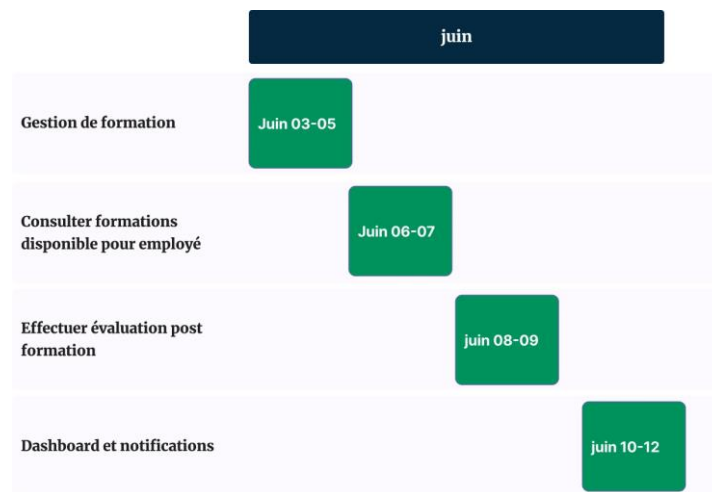 juin
Gestion de formation
Juin 03-05
Consulter formations
disponible pour employé
Juin 06-07
Effectuer évaluation post
formation
juin 08-09
Dashboard et notifications
juin 10-12